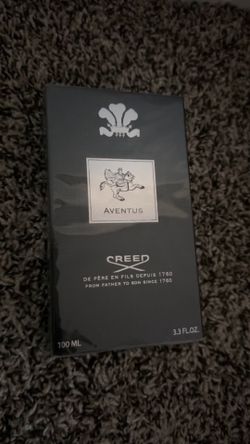 AVENTUS
CREED
DE PÈRE EN FILS DEPUIS 1760
FROM FATHER TO SON SINCE 1760
100 ML
3.3 FL.OZ.